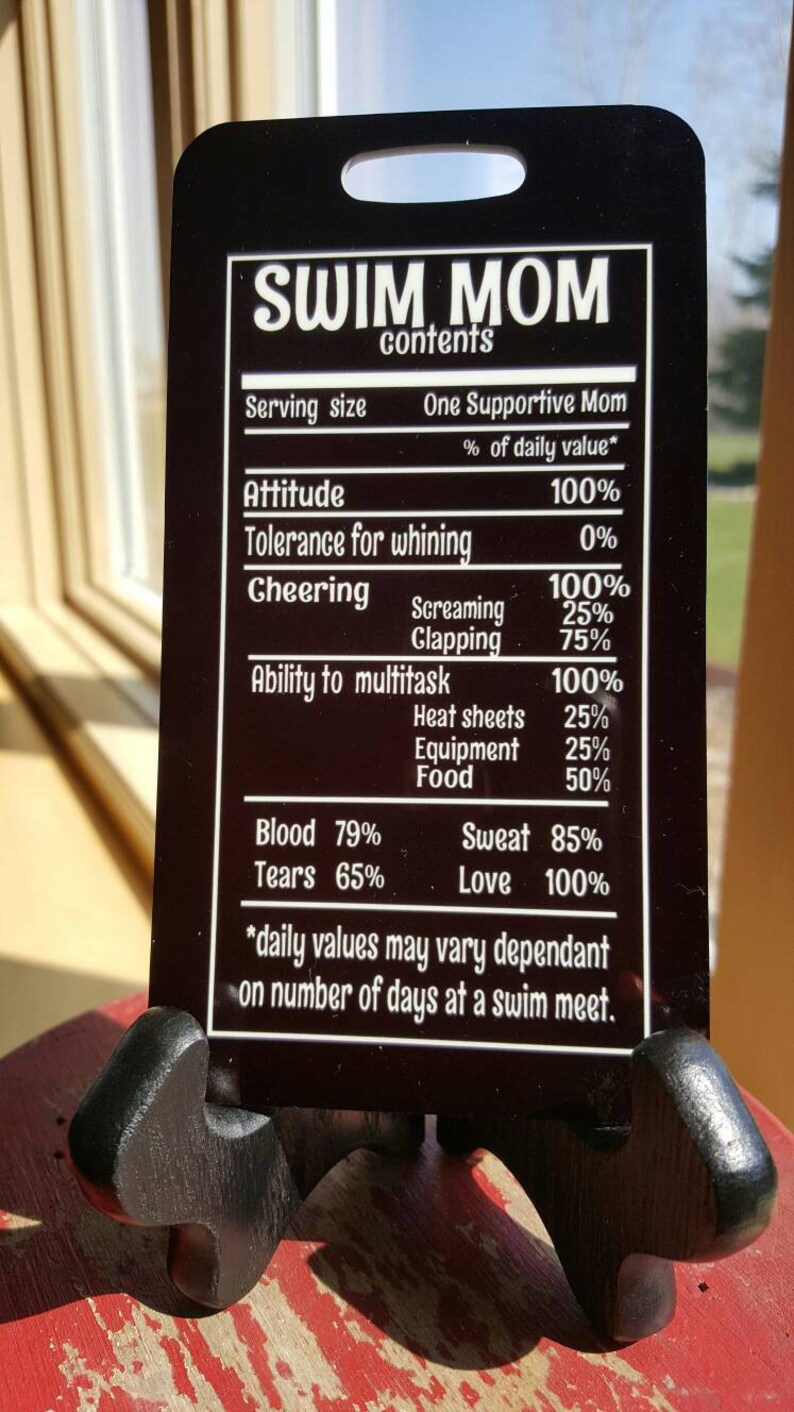 SWIM MOM
contents
Serving size One Supportive Mom
% of daily value*
Attitude 100%
Tolerance for whining 0%
Cheering 100%
Screaming 25%
Clapping 75%
Ability to multitask 100%
Heat sheets 25%
Equipment 25%
Food 50%
Blood 79% Sweat 85%
Tears 65% Love 100%
*daily values may vary dependant
on number of days at a swim meet.